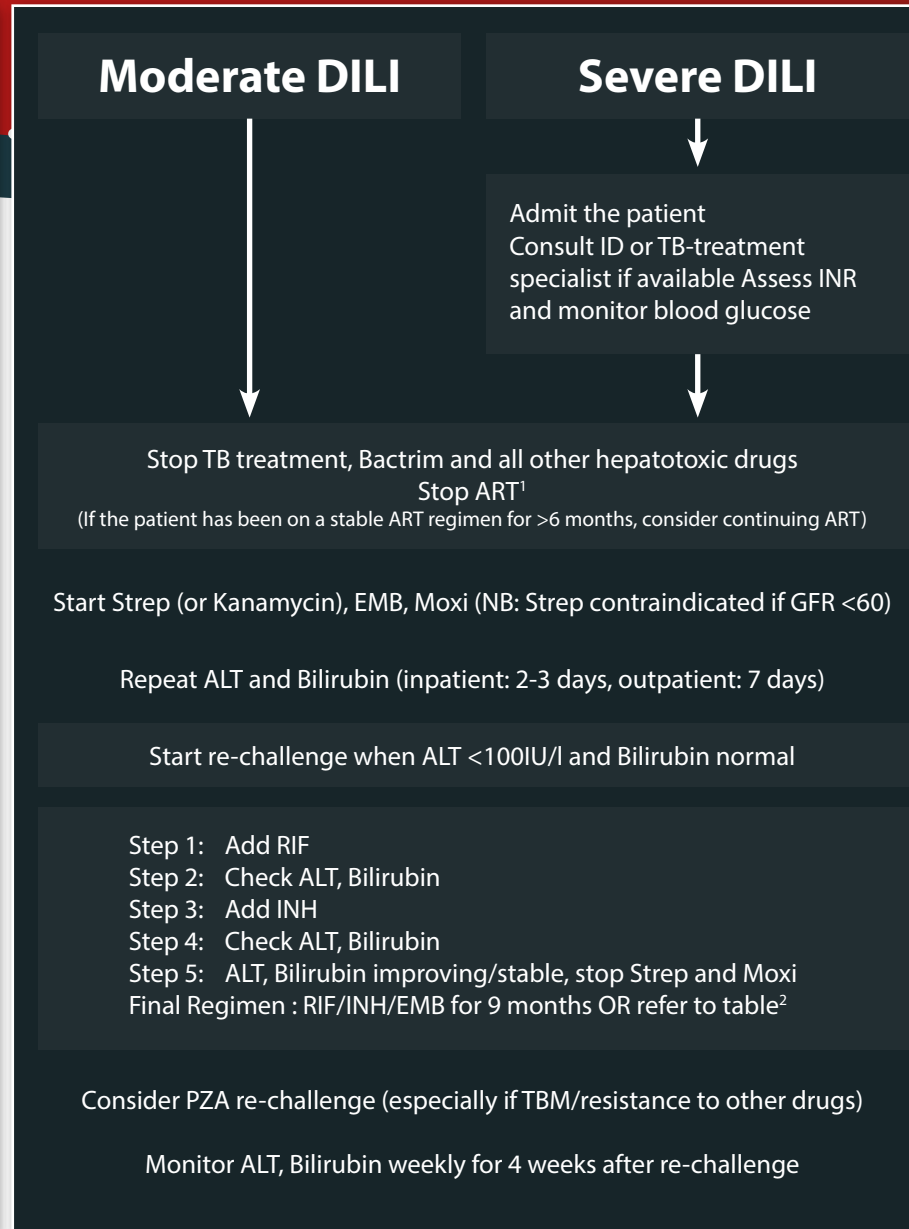 Moderate DILI
Severe DILI
Admit the patient
Consult ID or TB-treatment
specialist if available Assess INR
and monitor blood glucose
Stop TB treatment, Bactrim and all other hepatotoxic drugs
Stop ART¹
(If the patient has been on a stable ART regimen for >6 months, consider continuing ART)
Start Strep (or Kanamycin), EMB, Moxi (NB: Strep contraindicated if GFR <60)
Repeat ALT and Bilirubin (inpatient: 2-3 days, outpatient: 7 days)
Start re-challenge when ALT <100IU/l and Bilirubin normal
Step 1: Add RIF
Step 2: Check ALT, Bilirubin
Step 3: Add INH
Step 4: Check ALT, Bilirubin
Step 5: ALT, Bilirubin improving/stable, stop Strep and Moxi
Final Regimen : RIF/INH/EMB for 9 months OR refer to table²
Consider PZA re-challenge (especially if TBM/resistance to other drugs)
Monitor ALT, Bilirubin weekly for 4 weeks after re-challenge